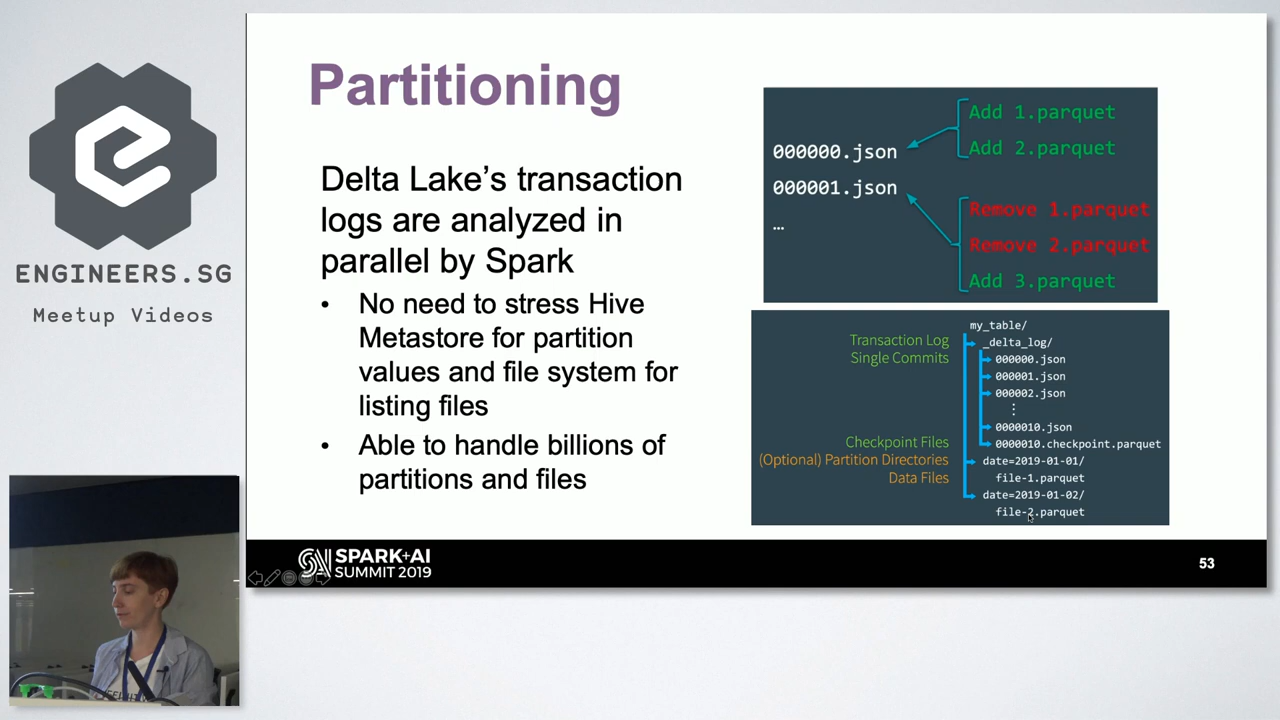 ENGINEERS.SG
Meetup Videos
Partitioning
Delta Lake’s transaction
logs are analyzed in
parallel by Spark
• No need to stress Hive
Metastore for partition
values and file system for
listing files
• Able to handle billions of
partitions and files
000000.json
000001.json
…
Add 1.parquet
Add 2.parquet
Remove 1.parquet
Remove 2.parquet
Add 3.parquet
Transaction Log
Single Commits
Checkpoint Files
(Optional) Partition Directories
Data Files
my_table/
_delta_log/
000000.json
000001.json
000002.json
⋮
0000010.json
0000010.checkpoint.parquet
date=2019-01-01/
file-1.parquet
date=2019-01-02/
file-2.parquet
SPARK+AI
SUMMIT 2019
53